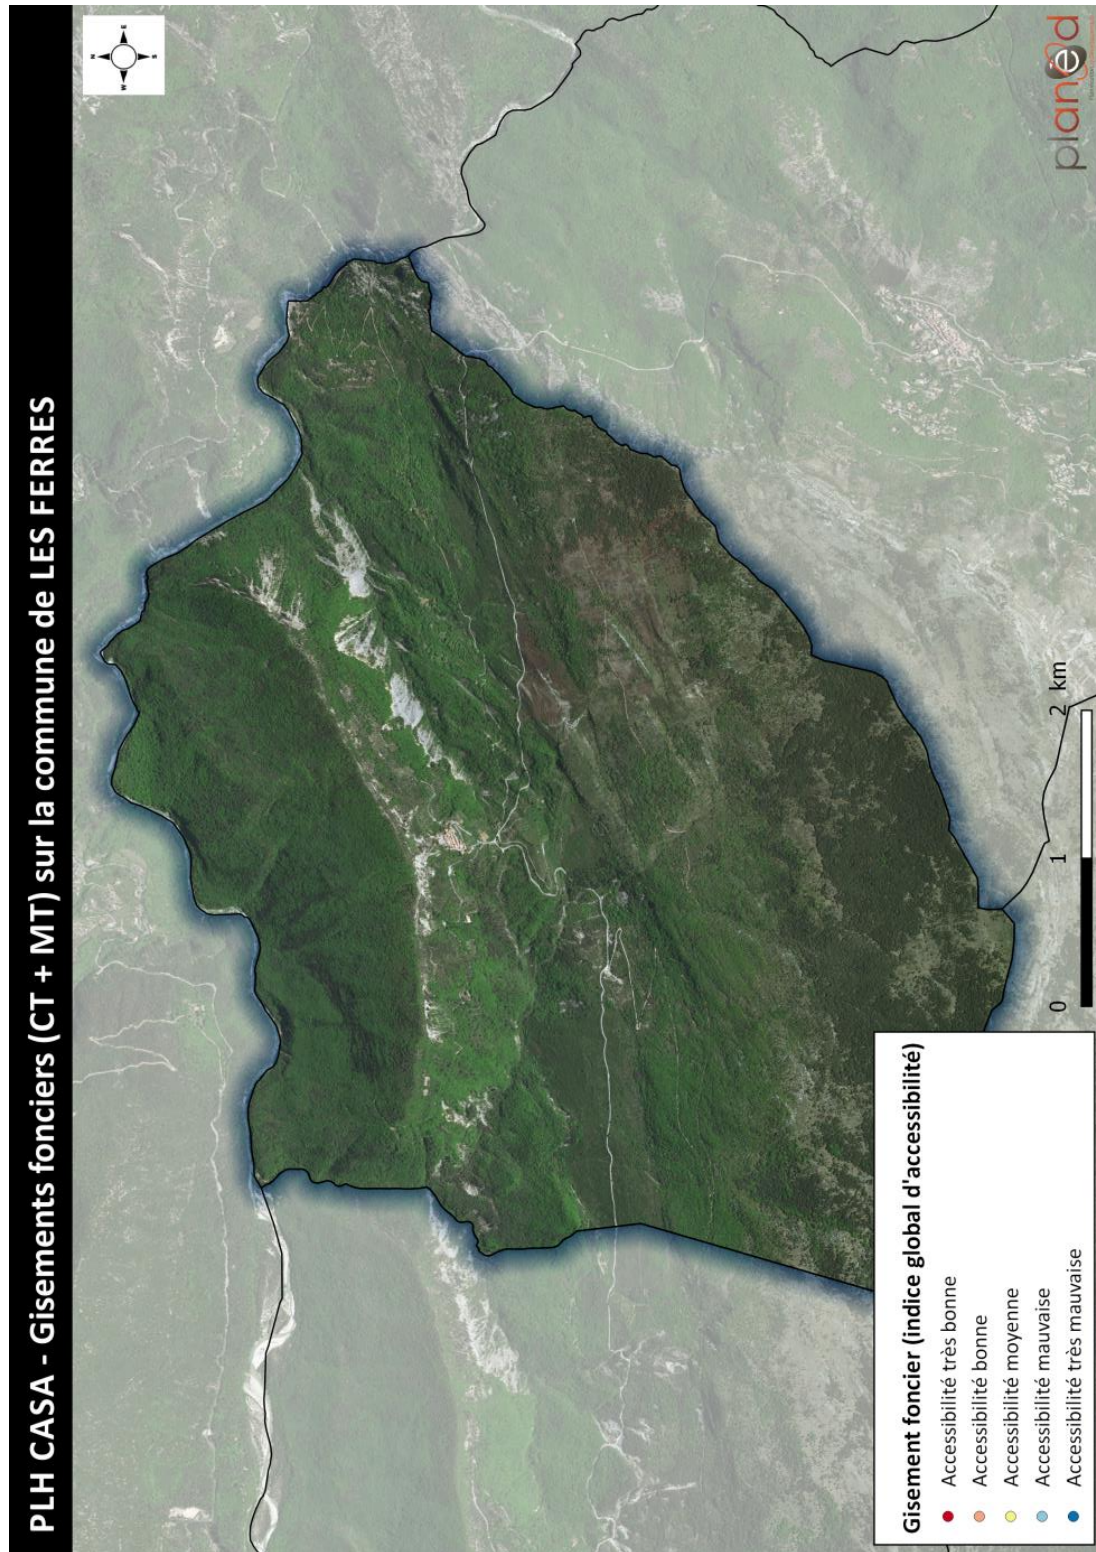 PLH CASA - Gisements fonciers (CT + MT) sur la commune de LES FERRES
N
E
S
W
Gisement foncier (indice global d'accessibilité)
Accessibilité très bonne
Accessibilité bonne
Accessibilité moyenne
Accessibilité mauvaise
Accessibilité très mauvaise
0 1 2 km
planèd